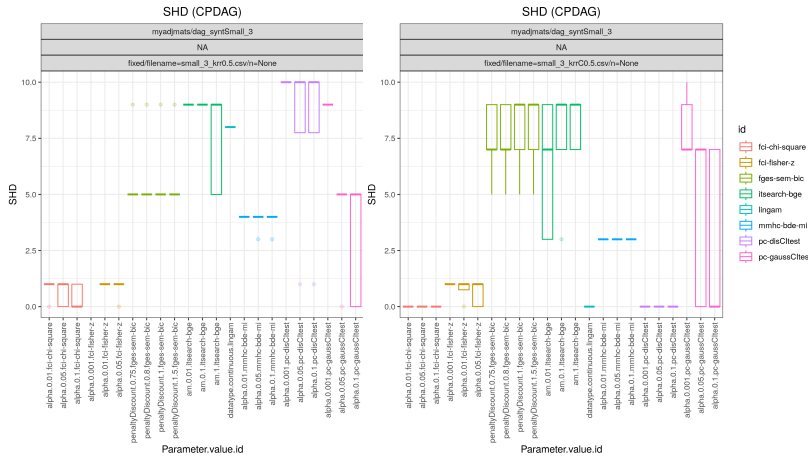 SHD (CPDAG)
myadjmats/dag_syntSmall_3
NA
fixed/filename=small_3_krr0.5.csv/n=None
10.0
7.5
5.0
2.5
0.0
SHD
alpha.0.01.fci-chi-square
alpha.0.05.fci-chi-square
alpha.0.1.fci-chi-square
alpha.0.001.fci-fisher-z
alpha.0.01.fci-fisher-z
alpha.0.05.fci-fisher-z
penaltyDiscount.0.75.fges-sem-bic
penaltyDiscount.0.8.fges-sem-bic
penaltyDiscount.1.fges-sem-bic
penaltyDiscount.1.5.fges-sem-bic
am.0.01.itsearch-bge
am.0.1.itsearch-bge
am.1.itsearch-bge
datatype.continuous.lingam
alpha.0.01.mmhc-bde-mi
alpha.0.05.mmhc-bde-mi
alpha.0.1.mmhc-bde-mi
alpha.0.001.pc-disCItest
alpha.0.05.pc-disCItest
alpha.0.1.pc-disCItest
alpha.0.001.pc-gaussCItest
alpha.0.05.pc-gaussCItest
alpha.0.1.pc-gaussCItest
Parameter.value.id
SHD (CPDAG)
myadjmats/dag_syntSmall_3
NA
fixed/filename=small_3_krrC0.5.csv/n=None
10.0
7.5
5.0
2.5
0.0
SHD
alpha.0.01.fci-chi-square
alpha.0.05.fci-chi-square
alpha.0.1.fci-chi-square
alpha.0.001.fci-fisher-z
alpha.0.01.fci-fisher-z
alpha.0.05.fci-fisher-z
penaltyDiscount.0.75.fges-sem-bic
penaltyDiscount.0.8.fges-sem-bic
penaltyDiscount.1.fges-sem-bic
penaltyDiscount.1.5.fges-sem-bic
am.0.01.itsearch-bge
am.0.1.itsearch-bge
am.1.itsearch-bge
datatype.continuous.lingam
alpha.0.01.mmhc-bde-mi
alpha.0.05.mmhc-bde-mi
alpha.0.1.mmhc-bde-mi
alpha.0.001.pc-disCItest
alpha.0.05.pc-disCItest
alpha.0.1.pc-disCItest
alpha.0.001.pc-gaussCItest
alpha.0.05.pc-gaussCItest
alpha.0.1.pc-gaussCItest
Parameter.value.id
id
fci-chi-square
fci-fisher-z
fges-sem-bic
itsearch-bge
lingam
mmhc-bde-mi
pc-disCItest
pc-gaussCItes